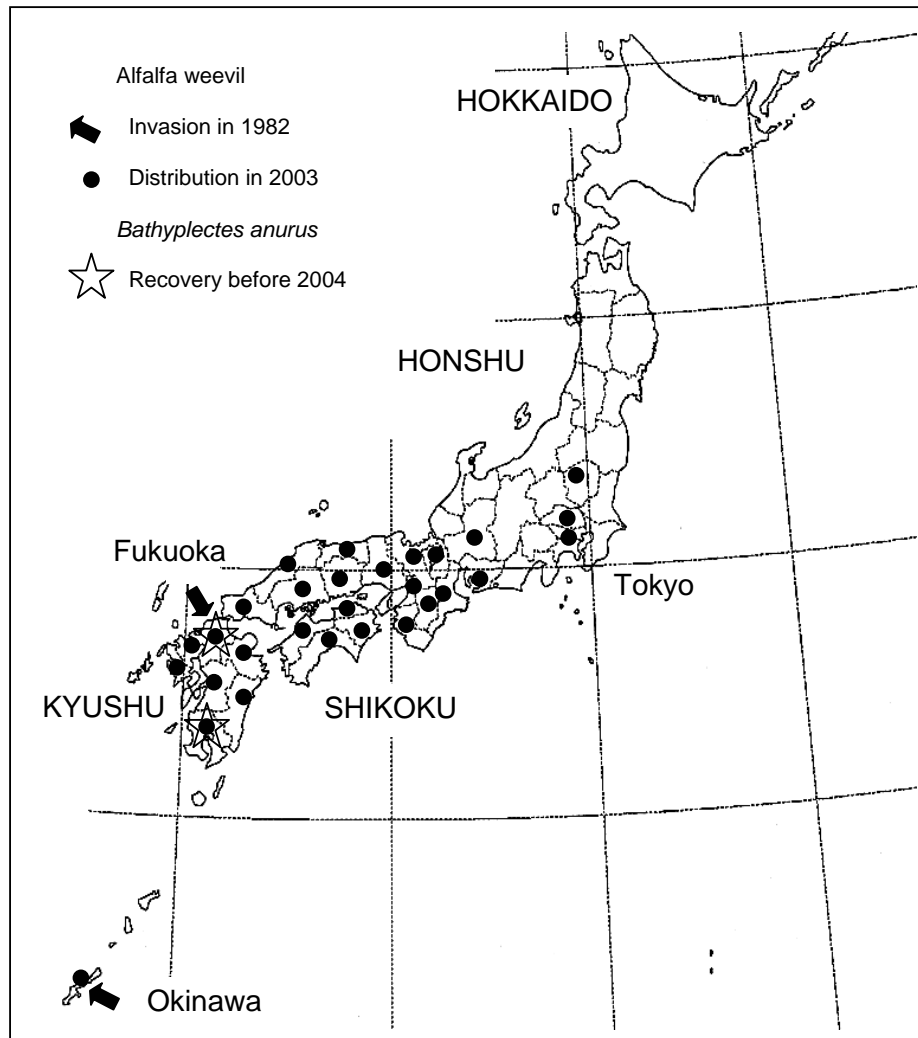 Alfalfa weevil
Invasion in 1982
Distribution in 2003
Bathyplectes anurus
Recovery before 2004
HOKKAIDO
HONSHU
Fukuoka
Tokyo
KYUSHU
SHIKOKU
Okinawa